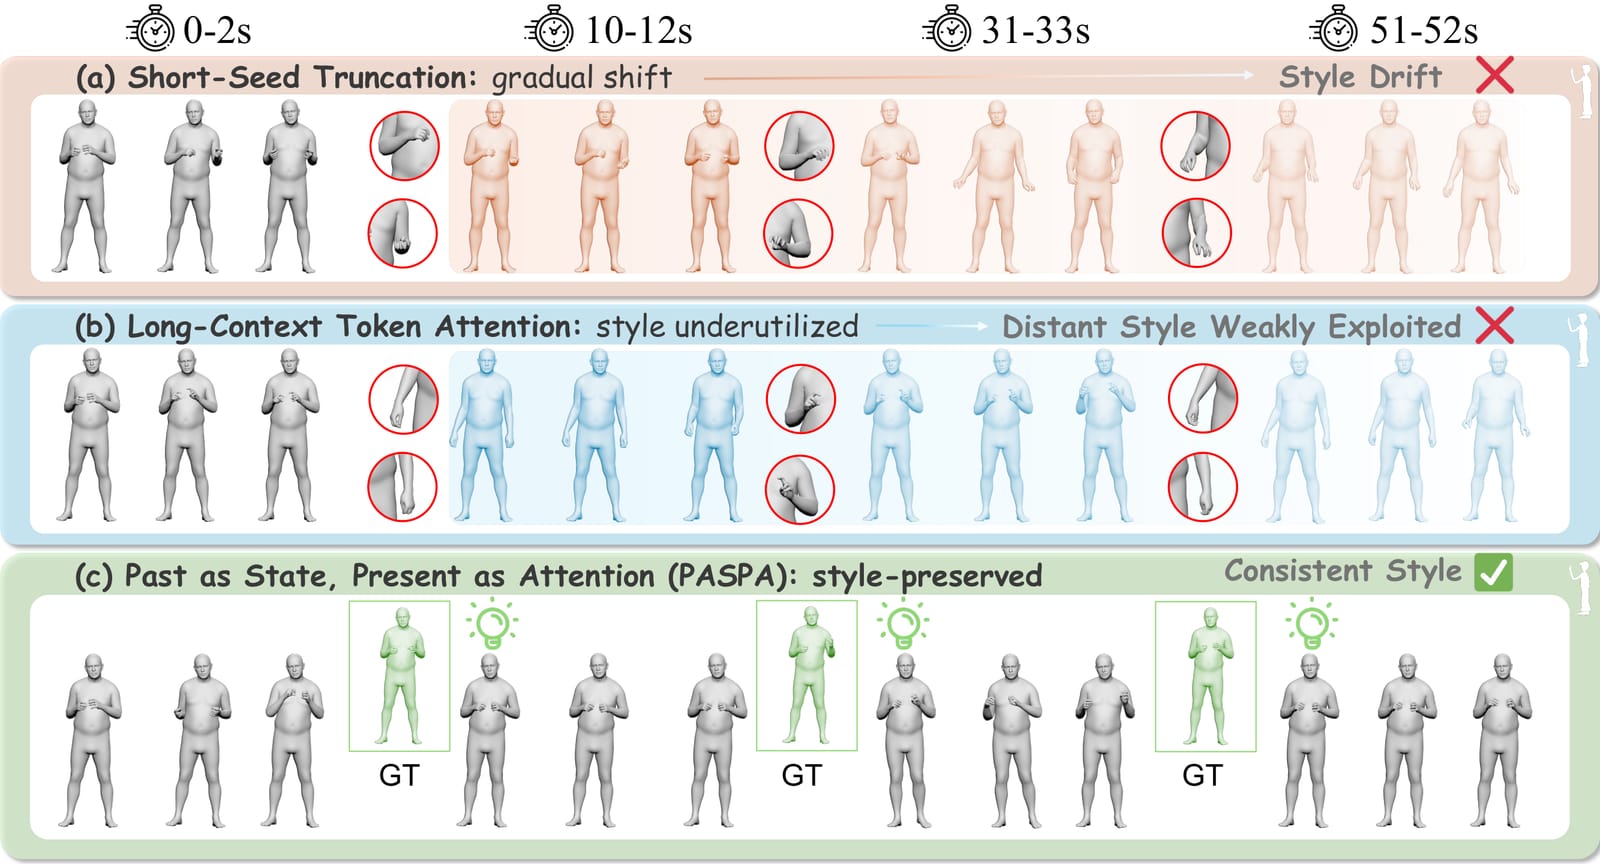 0-2s 10-12s 31-33s 51-52s
(a) Short-Seed Truncation: gradual shift Style Drift
(b) Long-Context Token Attention: style underutilized Distant Style Weakly Exploited
(c) Past as State, Present as Attention (PASPA): style-preserved Consistent Style
GT GT GT